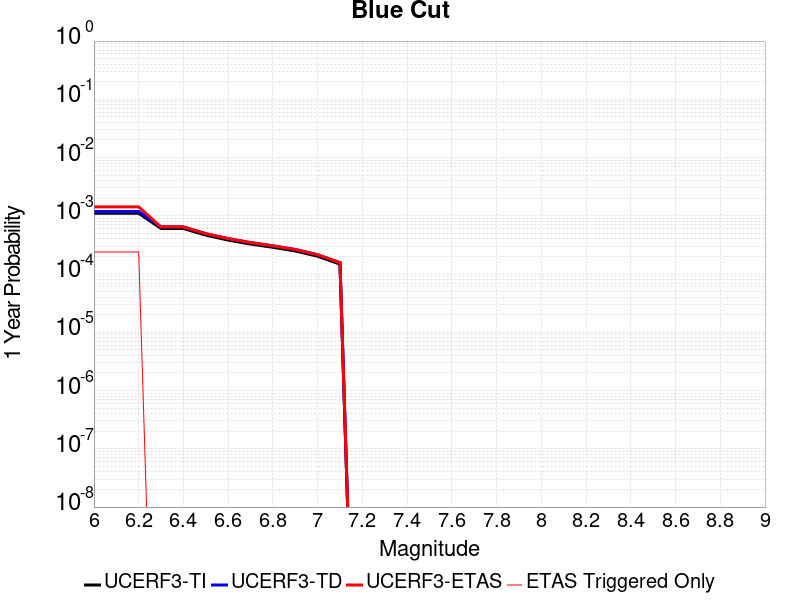 Blue Cut
10^0
10^-1
10^-2
10^-3
10^-4
10^-5
10^-6
10^-7
10^-8
1 Year Probability
6 6.2 6.4 6.6 6.8 7 7.2 7.4 7.6 7.8 8 8.2 8.4 8.6 8.8 9
Magnitude
UCERF3-TI UCERF3-TD UCERF3-ETAS ETAS Triggered Only